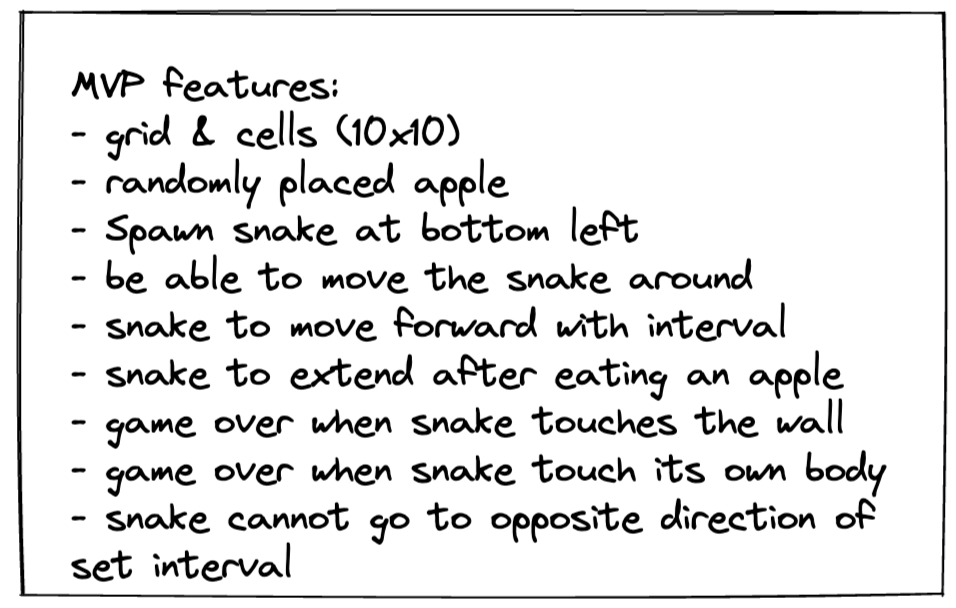 MVP features:
- grid & cells (10x10)
- randomly placed apple
- Spawn snake at bottom left
- be able to move the snake around
- snake to move forward with interval
- snake to extend after eating an apple
- game over when snake touches the wall
- game over when snake touch its own body
- snake cannot go to opposite direction of
set interval